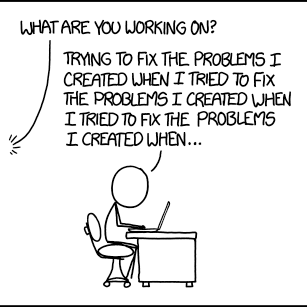 WHAT ARE YOU WORKING ON?
TRYING TO FIX THE PROBLEMS I
CREATED WHEN I TRIED TO FIX
THE PROBLEMS I CREATED WHEN
I TRIED TO FIX THE PROBLEMS
I CREATED WHEN...